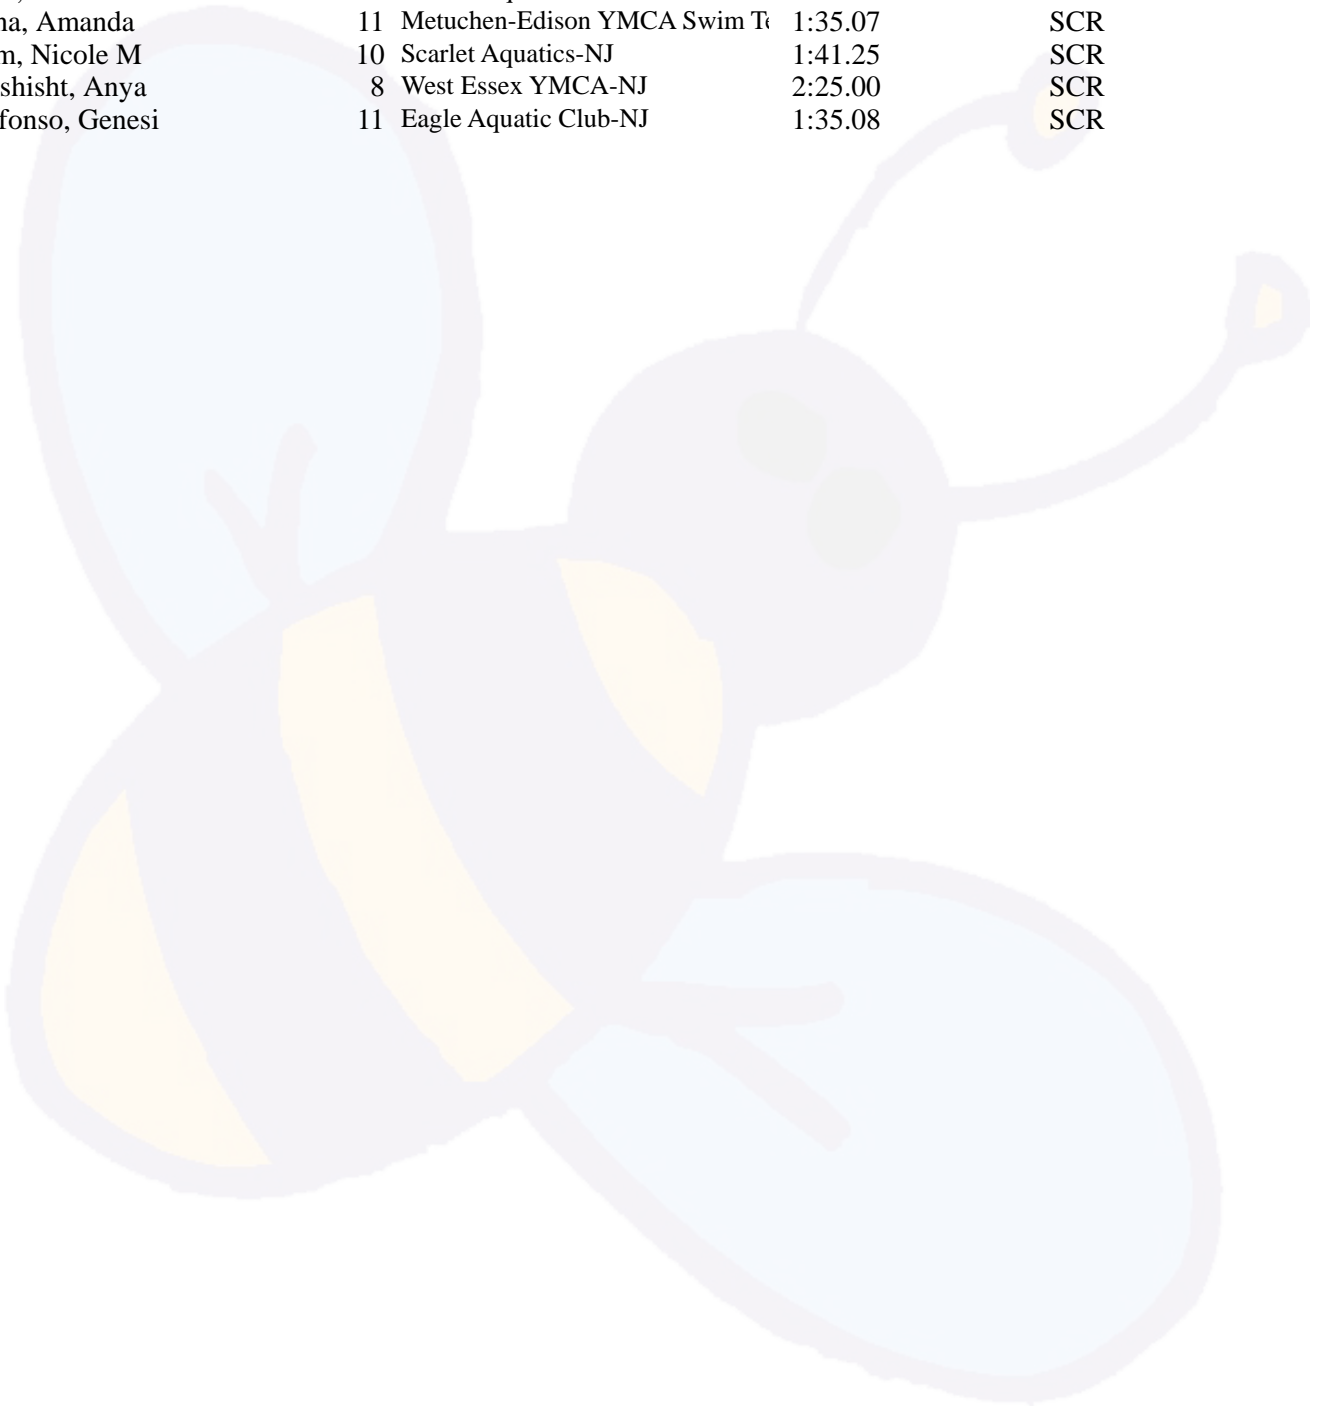 na, Amanda 11 Metuchen-Edison YMCA Swim Te 1:35.07 SCR
m, Nicole M 10 Scarlet Aquatics-NJ 1:41.25 SCR
shisht, Anya 8 West Essex YMCA-NJ 2:25.00 SCR
fonso, Genesi 11 Eagle Aquatic Club-NJ 1:35.08 SCR